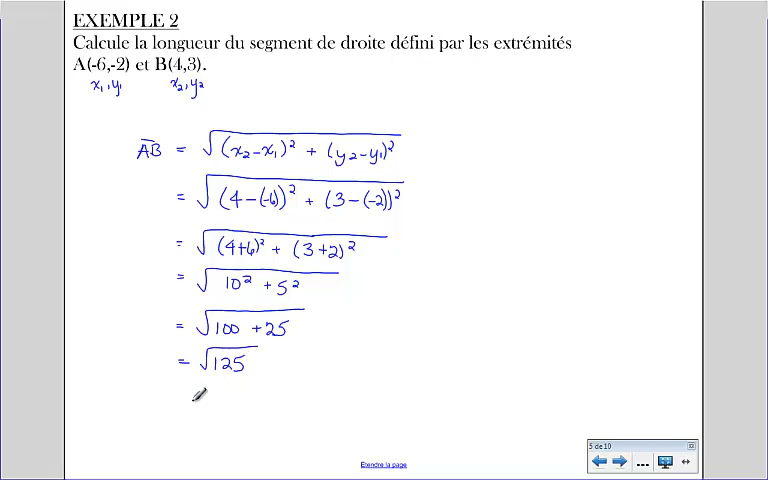 EXEMPLE 2
Calcule la longueur du segment de droite défini par les extrémités
A(-6,-2) et B(4,3).
x₁,y₁ x₂,y₂
A̅B̅ = √((x₂-x₁)² + (y₂-y₁)²)
= √((4-(-6))² + (3-(-2))²)
= √((4+6)² + (3+2)²)
= √(10² + 5²)
= √(100 + 25)
= √125
5 de 10
Étendre la page